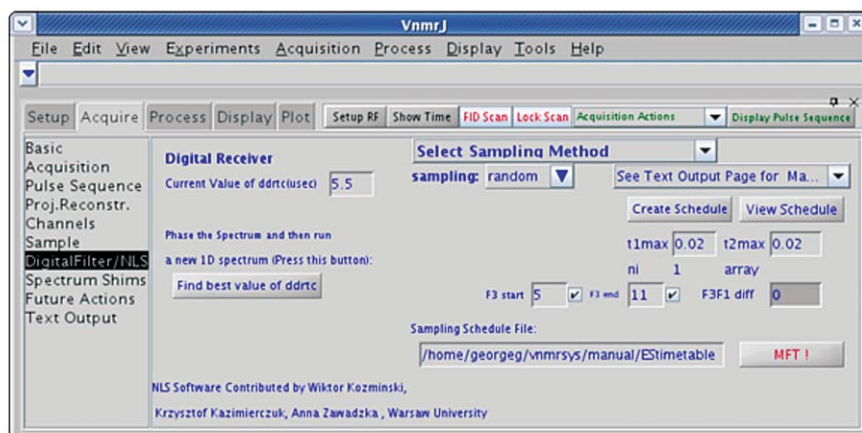 VnmrJ
File Edit View Experiments Acquisition Process Display Tools Help
Setup Acquire Process Display Plot Setup RF Show Time FID Scan Lock Scan Acquisition Actions Display Pulse Sequence
Basic
Acquisition
Pulse Sequence
Proj.Reconstr.
Channels
Sample
DigitalFilter/NLS
Spectrum Shims
Future Actions
Text Output
Digital Receiver
Current Value of ddrtc(usec) 5.5
Phase the Spectrum and then run
a new 1D spectrum (Press this button):
Find best value of ddrtc
Select Sampling Method
sampling: random See Text Output Page for Ma...
Create Schedule View Schedule
t1max 0.02 t2max 0.02
ni 1 array
F3 start 5 F3 end 11 F3F1 diff 0
Sampling Schedule File:
/home/georgeg/vnmrsys/manual/EStimetable MFT !
NLS Software Contributed by Wiktor Kozminski,
Krzysztof Kazimierczuk, Anna Zawadzka , Warsaw University